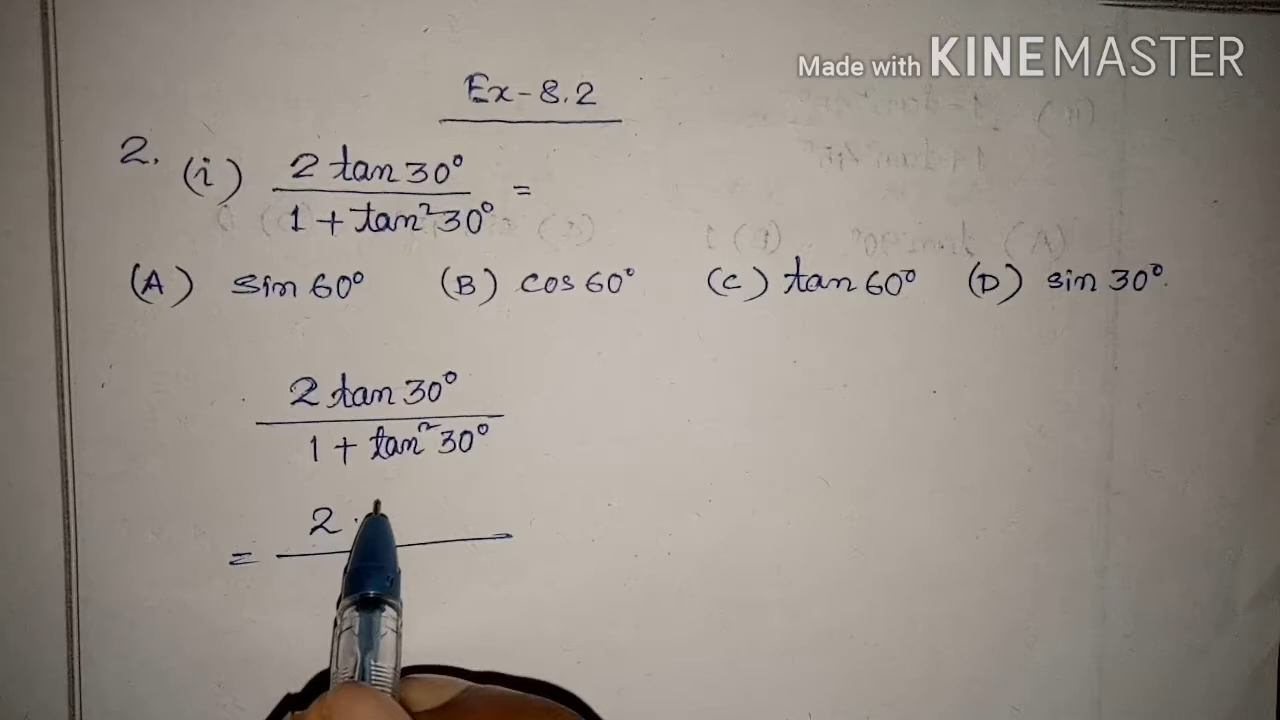 Made with KINEMASTER
Ex-8.2
2. (i) 2 tan 30° / 1 + tan² 30° =
(A) sin 60° (B) cos 60° (C) tan 60° (D) sin 30°.
2 tan 30° / 1 + tan² 30°
= 2 ·